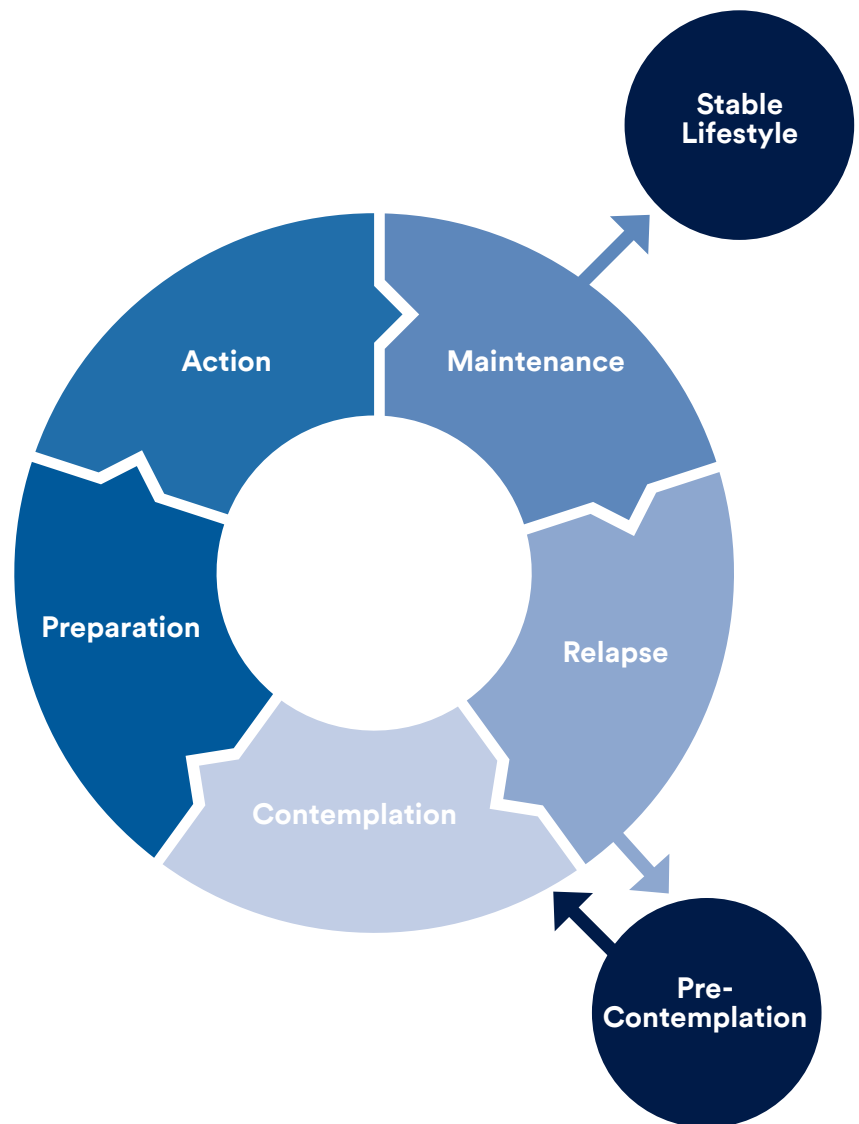 Stable
Lifestyle
Action
Maintenance
Preparation
Relapse
Contemplation
Pre-
Contemplation